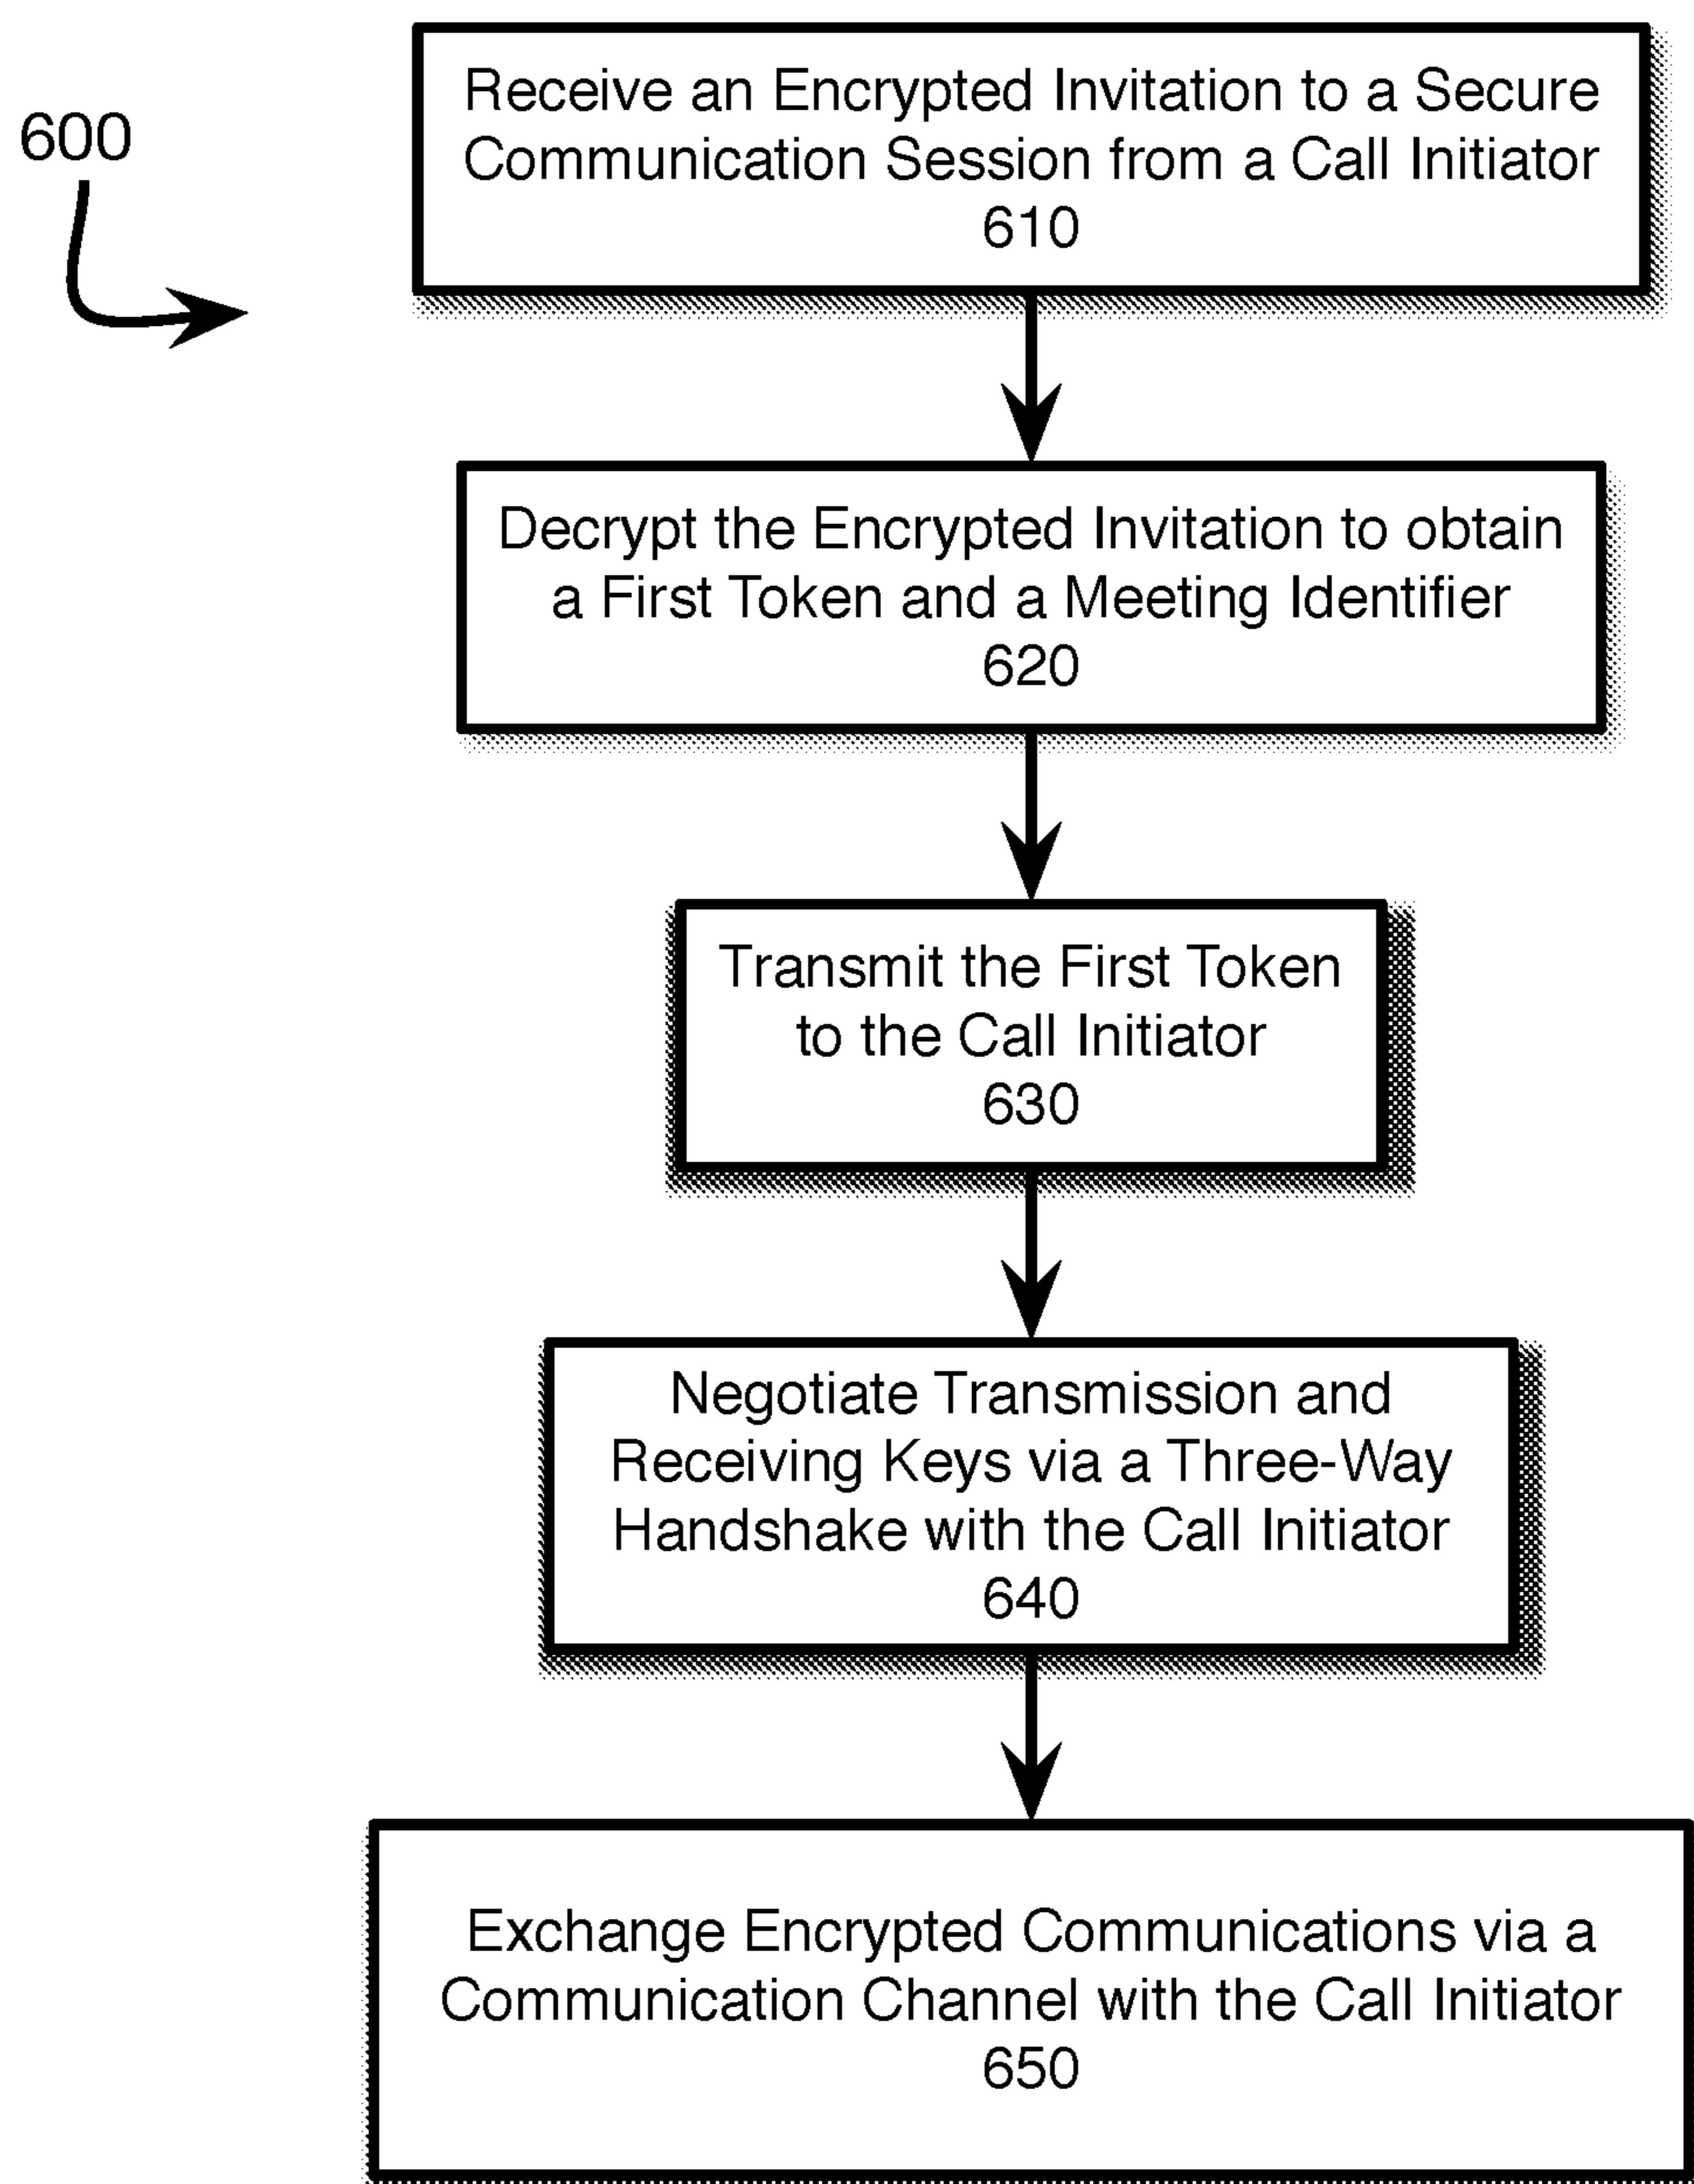 600
Receive an Encrypted Invitation to a Secure
Communication Session from a Call Initiator
610
Decrypt the Encrypted Invitation to obtain
a First Token and a Meeting Identifier
620
Transmit the First Token
to the Call Initiator
630
Negotiate Transmission and
Receiving Keys via a Three-Way
Handshake with the Call Initiator
640
Exchange Encrypted Communications via a
Communication Channel with the Call Initiator
650